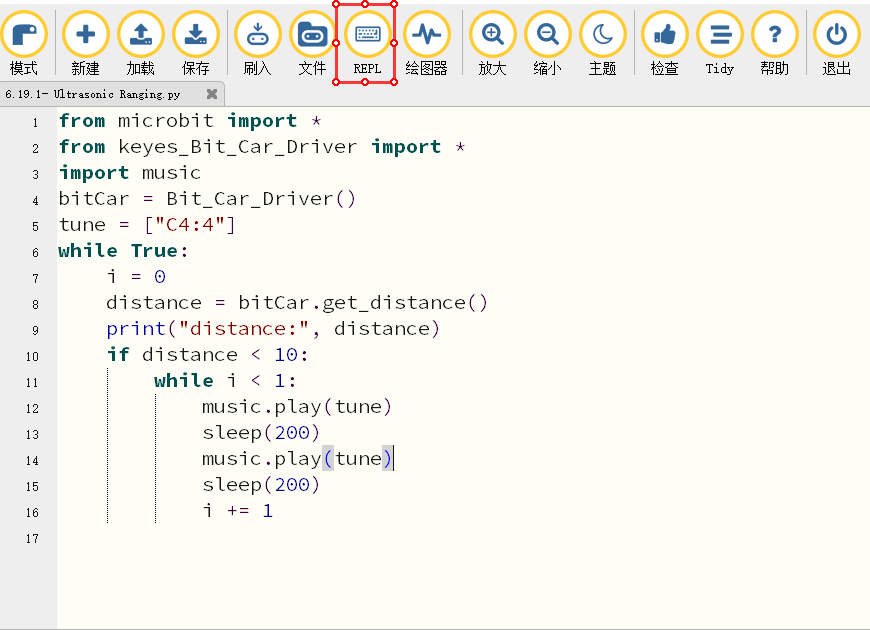 模式 新建 加载 保存 刷入 文件 REPL 绘图器 放大 缩小 主题 检查 Tidy 帮助 退出
6.19.1- Ultrasonic Ranging.py
1 from microbit import *
2 from keyes_Bit_Car_Driver import *
3 import music
4 bitCar = Bit_Car_Driver()
5 tune = ["C4:4"]
6 while True:
7     i = 0
8     distance = bitCar.get_distance()
9     print("distance:", distance)
10     if distance < 10:
11         while i < 1:
12             music.play(tune)
13             sleep(200)
14             music.play(tune)
15             sleep(200)
16             i += 1
17